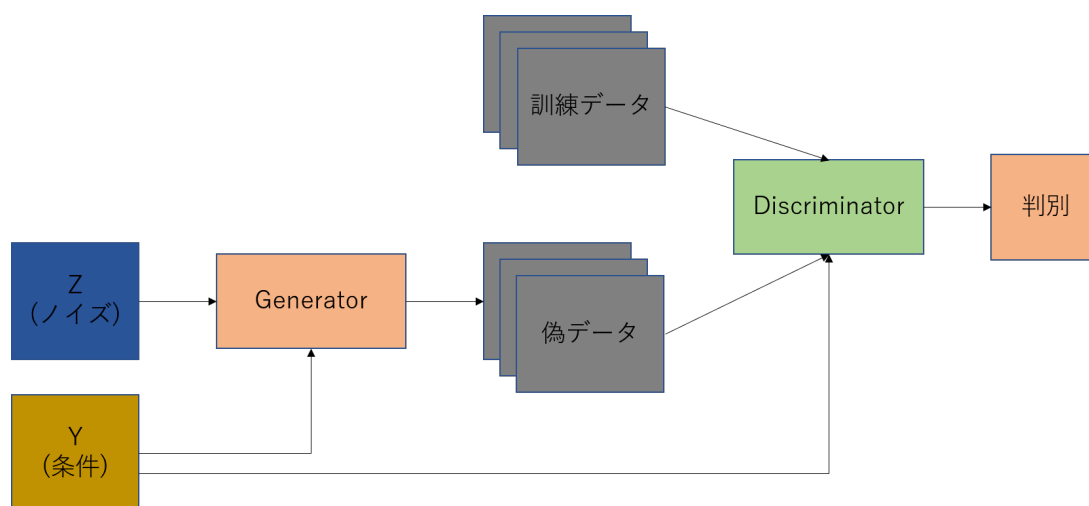 訓練データ
Discriminator
判別
Z
(ノイズ)
Generator
偽データ
Y
(条件)